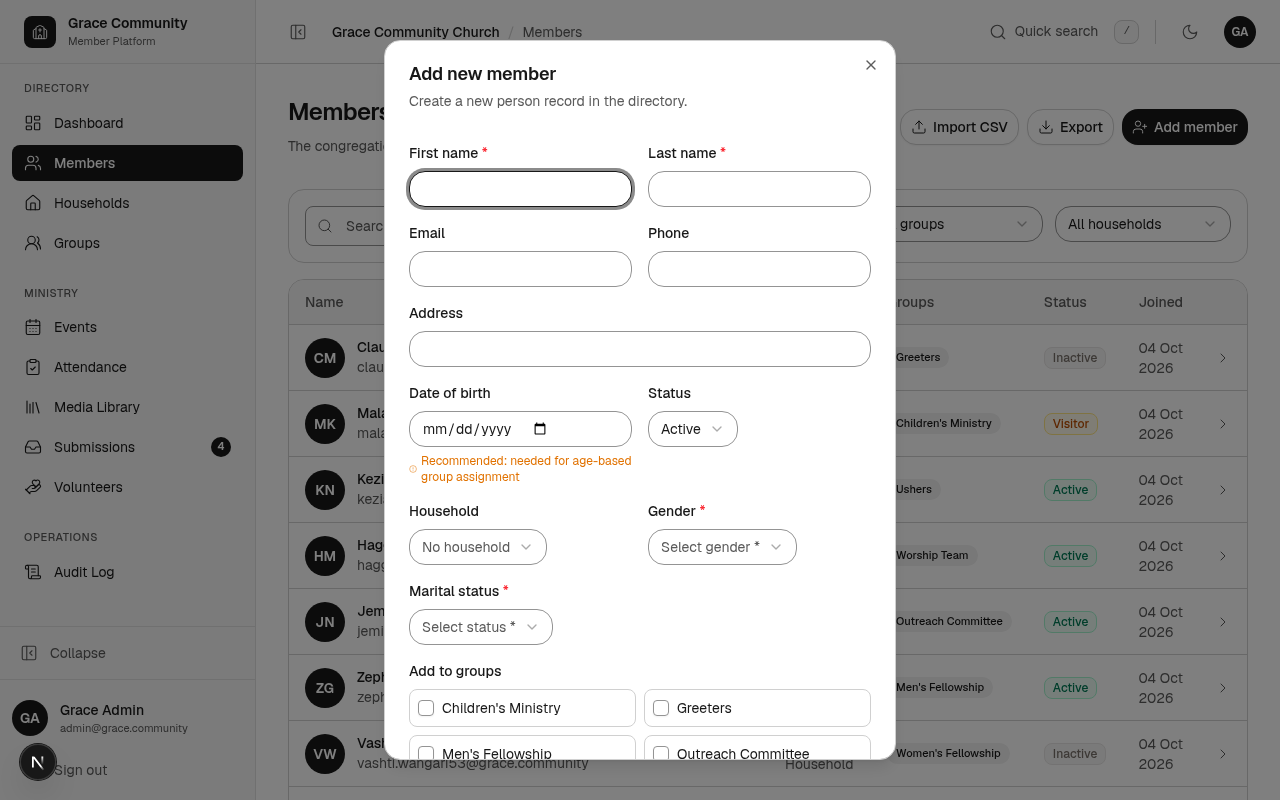 Grace Community
Member Platform
DIRECTORY
Dashboard
Members
Households
Groups
MINISTRY
Events
Attendance
Media Library
Submissions 4
Volunteers
OPERATIONS
Audit Log
Collapse
GA
Grace Admin
admin@grace.community
N
Sign out
Grace Community Church / Members
Quick search /
GA
Members
The
Import CSV
Export
Add member
groups
All households
Name
Status
Joined
CM
Greeters
Inactive
04 Oct
2026
MK
Children's Ministry
Visitor
04 Oct
2026
KN
Ushers
Active
04 Oct
2026
HM
Worship Team
Active
04 Oct
2026
JN
Outreach Committee
Active
04 Oct
2026
ZG
Men's Fellowship
Active
04 Oct
2026
VW
vashti.wangari53@grace.community
Household
Women's Fellowship
Inactive
04 Oct
2026
Add new member
Create a new person record in the directory.
First name *
Last name *
Email
Phone
Address
Date of birth
Status
mm/dd/yyyy
Active
Recommended: needed for age-based
group assignment
Household
Gender *
No household
Select gender *
Marital status *
Select status *
Add to groups
Children's Ministry
Greeters
Men's Fellowship
Outreach Committee